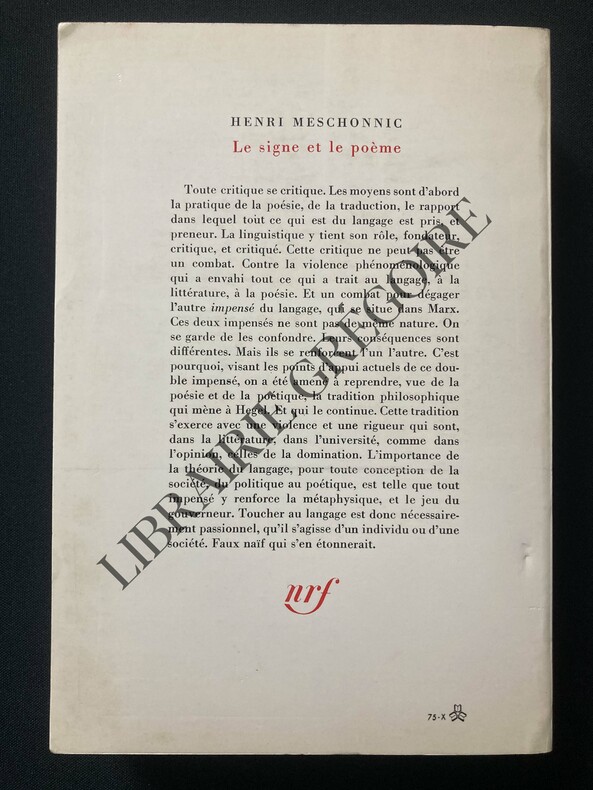 HENRI MESCHONNIC
Le signe et le poème
Toute critique se critique. Les moyens sont d'abord
la pratique de la poésie, de la traduction, le rapport
dans lequel tout ce qui est du langage est pris, et
preneur. La linguistique y tient son rôle, fondateur,
critique, et critiqué. Cette critique ne peut pas être
un combat. Contre la violence phénoménologique
qui a envahi tout ce qui a trait au langage, à la
littérature, à la poésie. Et un combat pour dégager
l'autre impensé du langage, qui se situe dans Marx.
Ces deux impensés ne sont pas de même nature. On
se garde de les confondre. Leurs conséquences sont
différentes. Mais ils se renforcent l'un l'autre. C'est
pourquoi, visant les points d'appui actuels de ce dou-
ble impensé, on a été amené à reprendre, vue de la
poésie et de la poétique, la tradition philosophique
qui mène à Hegel. Et qui le continue. Cette tradition
s'exerce avec une violence et une rigueur qui sont,
dans la littérature, dans l'université, comme dans
l'opinion, celles de la domination. L'importance de
la théorie du langage, pour toute conception de la
société, du politique au poétique, est telle que tout
impensé y renforce la métaphysique, et le jeu du
gouverneur. Toucher au langage est donc nécessaire-
ment passionnel, qu'il s'agisse d'un individu ou d'une
société. Faux naïf qui s'en étonnerait.
nrf
75-X
LIBRAIRIE GRÉGOIRE